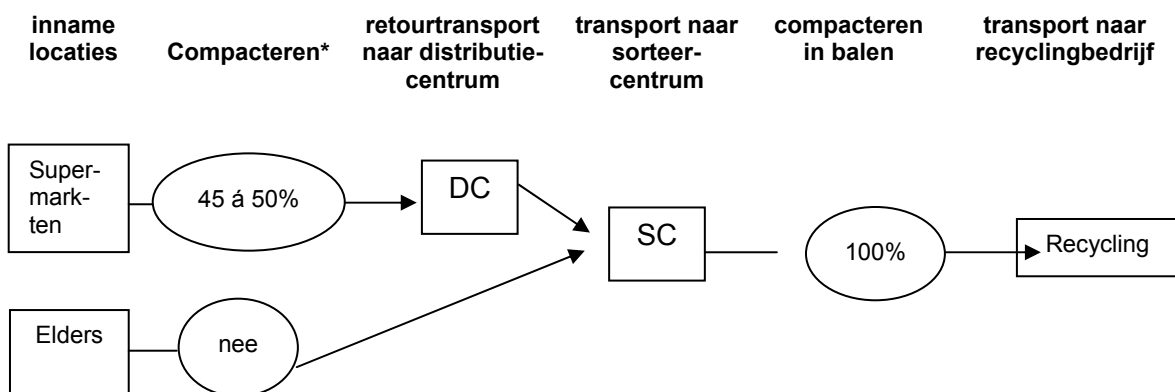 inname
locaties
Compacteren*
retourtransport
naar distributie-
centrum
transport naar
sorteer-
centrum
compacteren
in balen
transport naar
recyclingbedrijf
Super-
mark-
ten
45 á 50%
DC
SC
100%
Recycling
Elders
nee